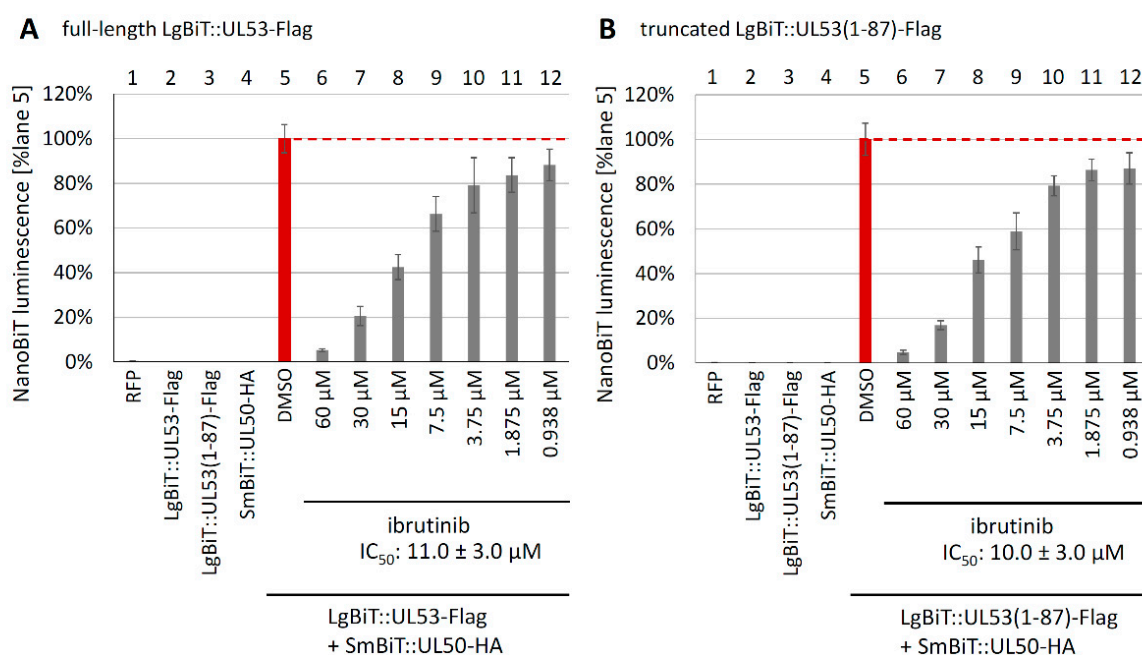 A full-length LgBiT::UL53-Flag
1 2 3 4 5 6 7 8 9 10 11 12
NanoBiT luminescence [%lane 5]
120%
100%
80%
60%
40%
20%
0%
RFP
LgBiT::UL53-Flag
LgBiT::UL53(1-87)-Flag
SmBiT::UL50-HA
DMSO
60 µM
30 µM
15 µM
7.5 µM
3.75 µM
1.875 µM
0.938 µM
ibrutinib
IC50: 11.0 ± 3.0 µM
LgBiT::UL53-Flag
+ SmBiT::UL50-HA
B truncated LgBiT::UL53(1-87)-Flag
1 2 3 4 5 6 7 8 9 10 11 12
NanoBiT luminescence [%lane 5]
120%
100%
80%
60%
40%
20%
0%
RFP
LgBiT::UL53-Flag
LgBiT::UL53(1-87)-Flag
SmBiT::UL50-HA
DMSO
60 µM
30 µM
15 µM
7.5 µM
3.75 µM
1.875 µM
0.938 µM
ibrutinib
IC50: 10.0 ± 3.0 µM
LgBiT::UL53(1-87)-Flag
+ SmBiT::UL50-HA